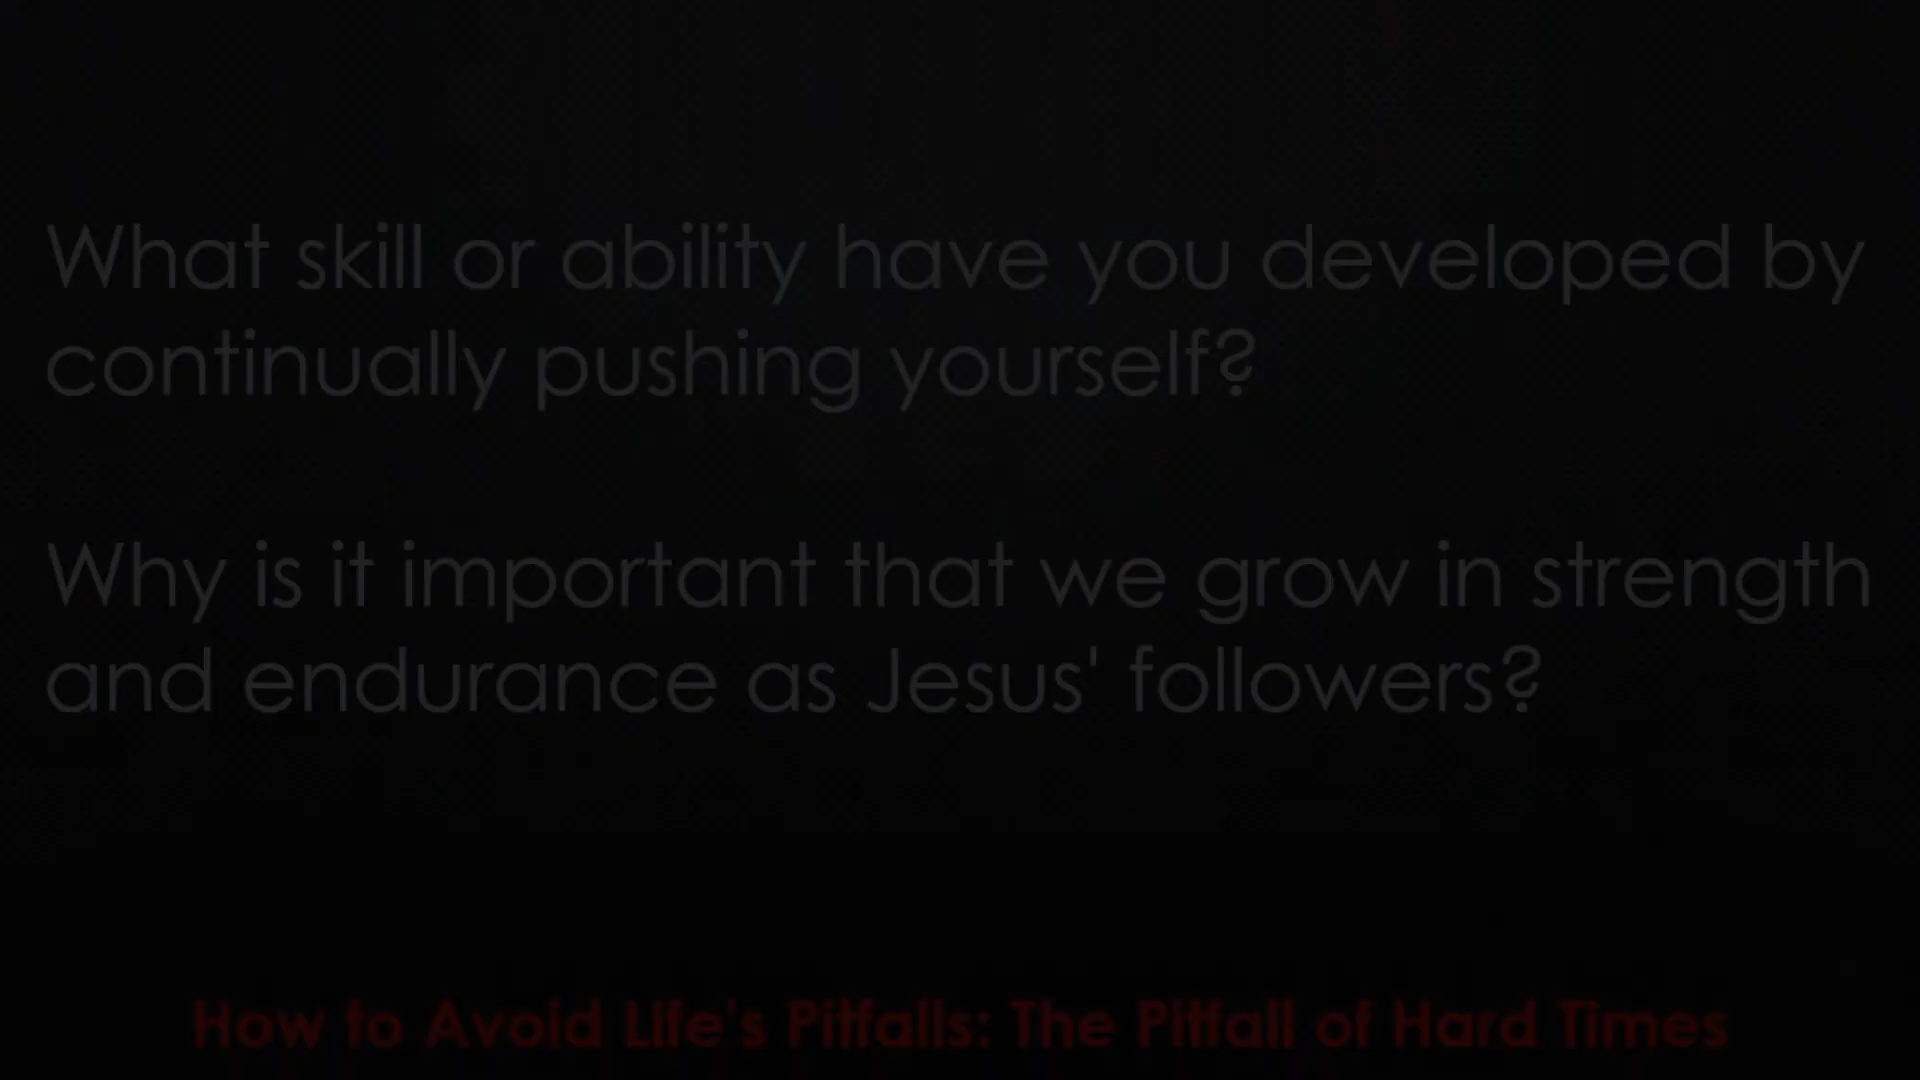 What skill or ability have you developed by
continually pushing yourself?
Why is it important that we grow in strength
and endurance as Jesus' followers?
How to Avoid Life's Pitfalls: The Pitfall of Hard Times